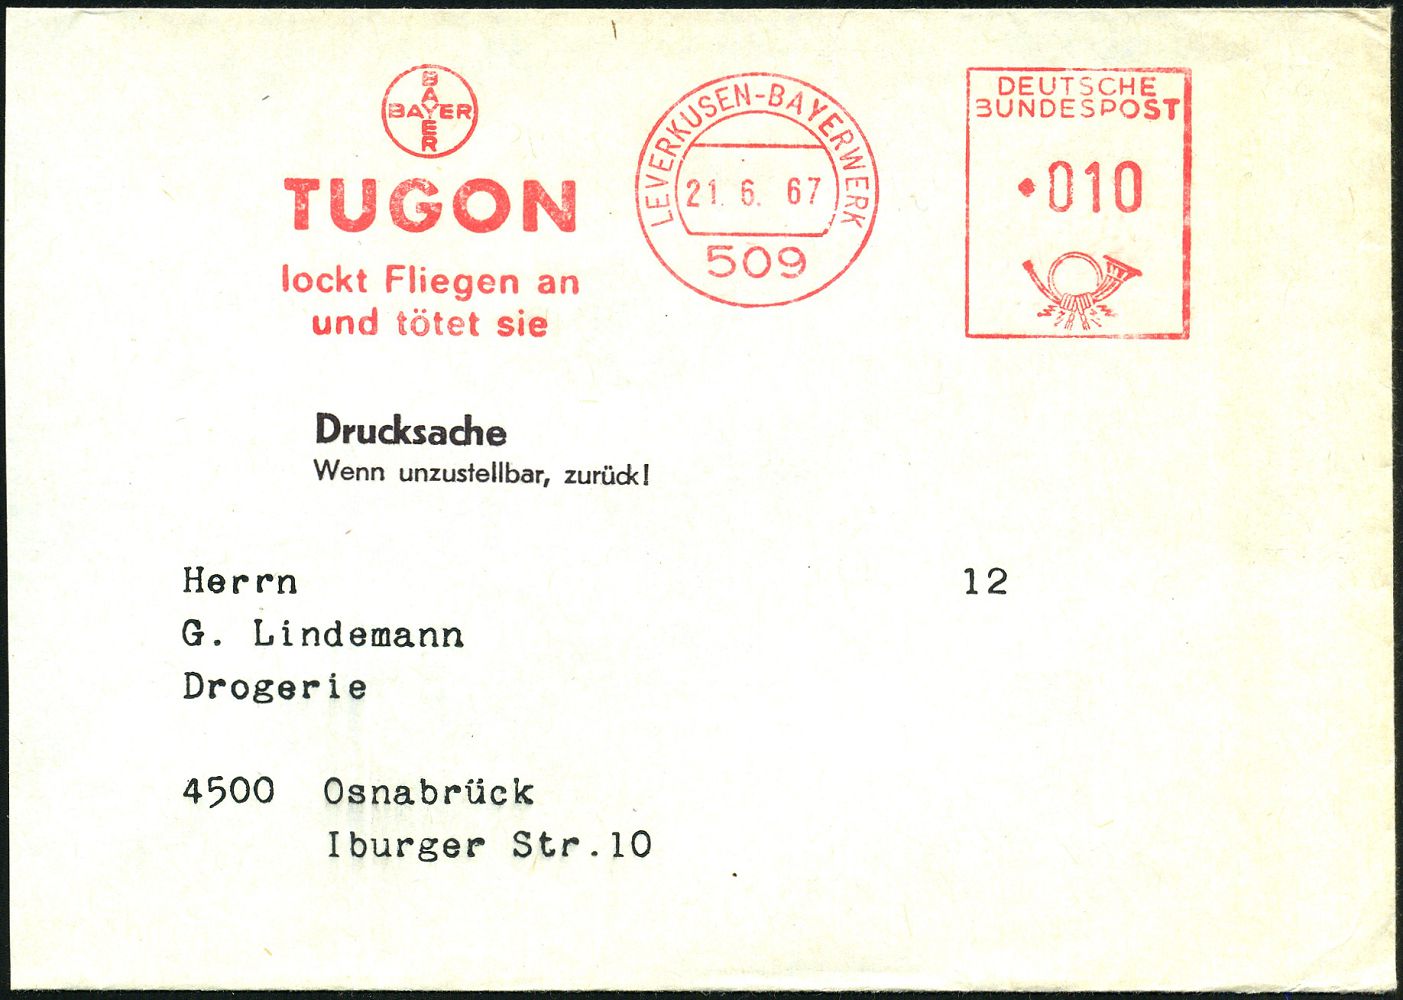 BAYER
BAYER
TUGON
lockt Fliegen an
und tötet sie
LEVERKUSEN-BAYERWERK
21. 6. 67
509
DEUTSCHE
BUNDESPOST
010
Drucksache
Wenn unzustellbar, zurück!
Herrn 12
G. Lindemann
Drogerie
4500 Osnabrück
Iburger Str.10